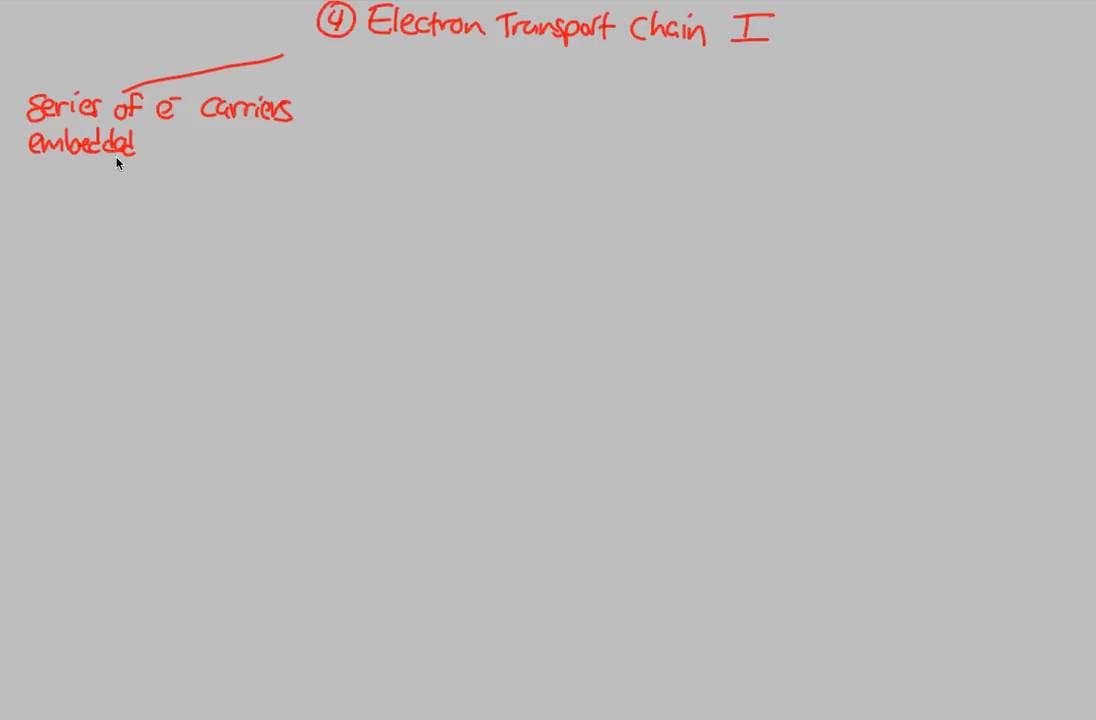 ④ Electron Transport Chain I
series of e⁻ carriers
embedded